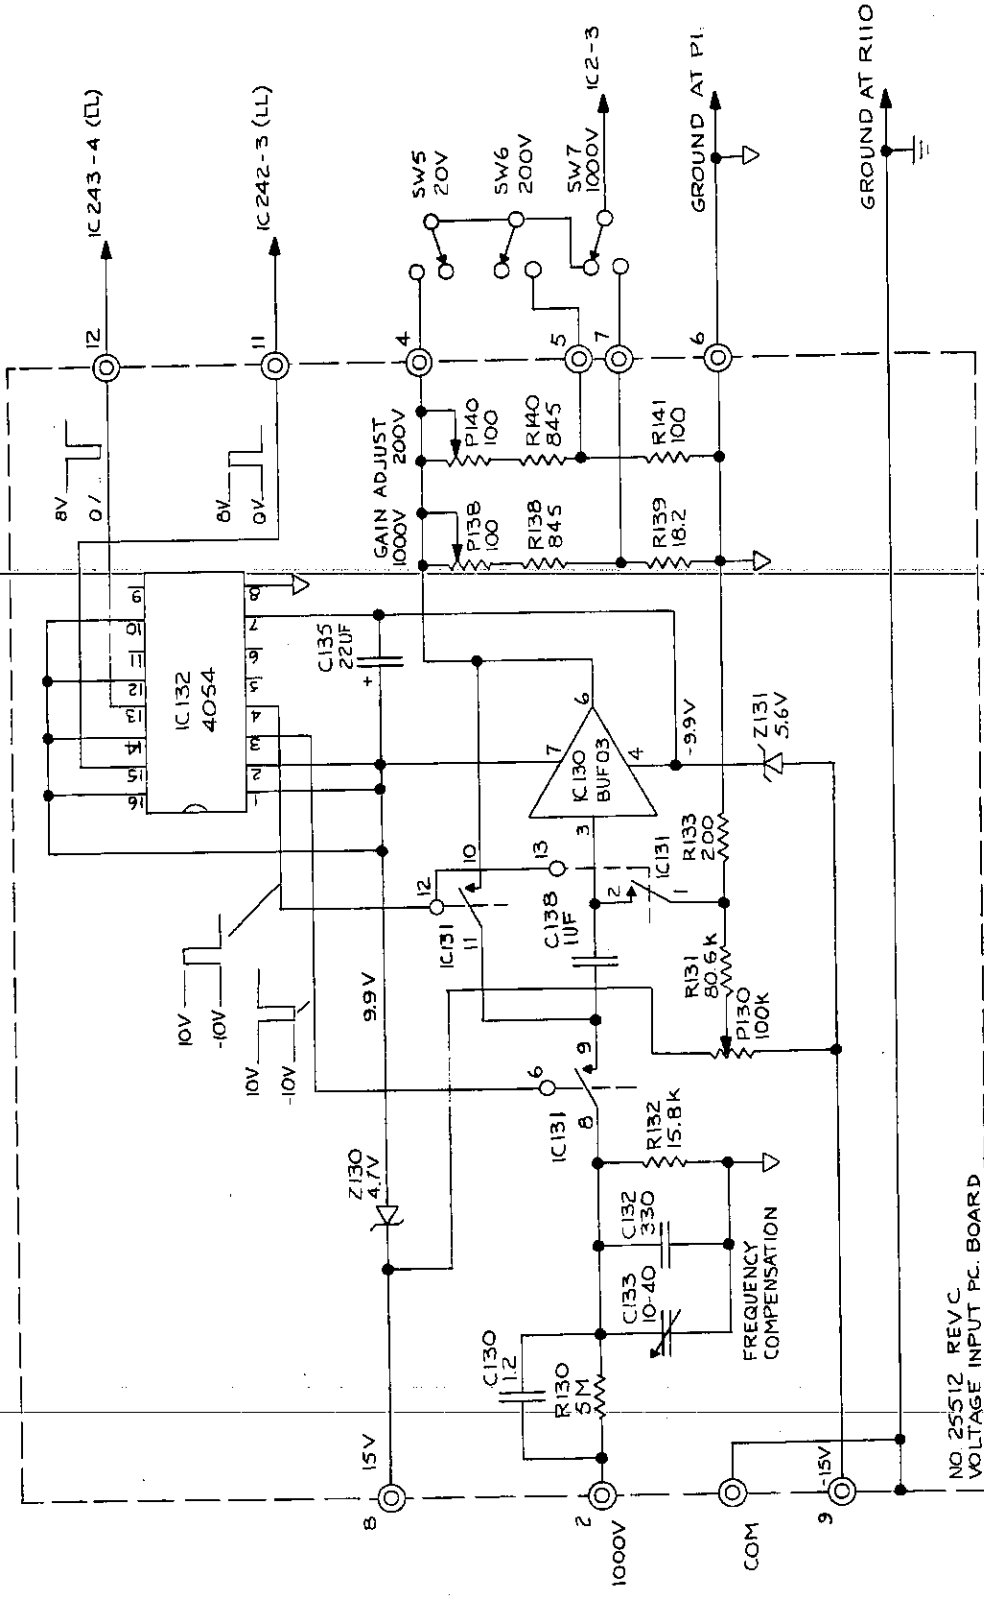 IC243-4 (LL)
IC242-3 (LL)
12
11
8V
0V
8V
0V
IC132
4054
16
15
14
13
12
11
10
9
1
2
3
4
5
6
7
8
10V
-10V
10V
-10V
9.9V
C135
22UF
+
GAIN ADJUST
1000V
200V
P138
100
P140
100
R138
845
R140
845
R139
18.2
R141
100
4
5
7
6
SW5
20V
SW6
200V
SW7
1000V
IC2-3
GROUND AT P1.
GROUND AT R110
15V
8
Z130
4.7V
12
10
IC131
11
13
IC130
BUF03
3
7
6
4
-9.9V
Z131
5.6V
C138
1UF
2
IC131
1
R133
200
R131
80.6K
P130
100K
6
9
IC131
8
R132
15.8K
C132
330
C133
10-40
FREQUENCY
COMPENSATION
C130
1.2
R130
5M
2
1000V
COM
9
-15V
NO. 25512 REV C
VOLTAGE INPUT P.C. BOARD